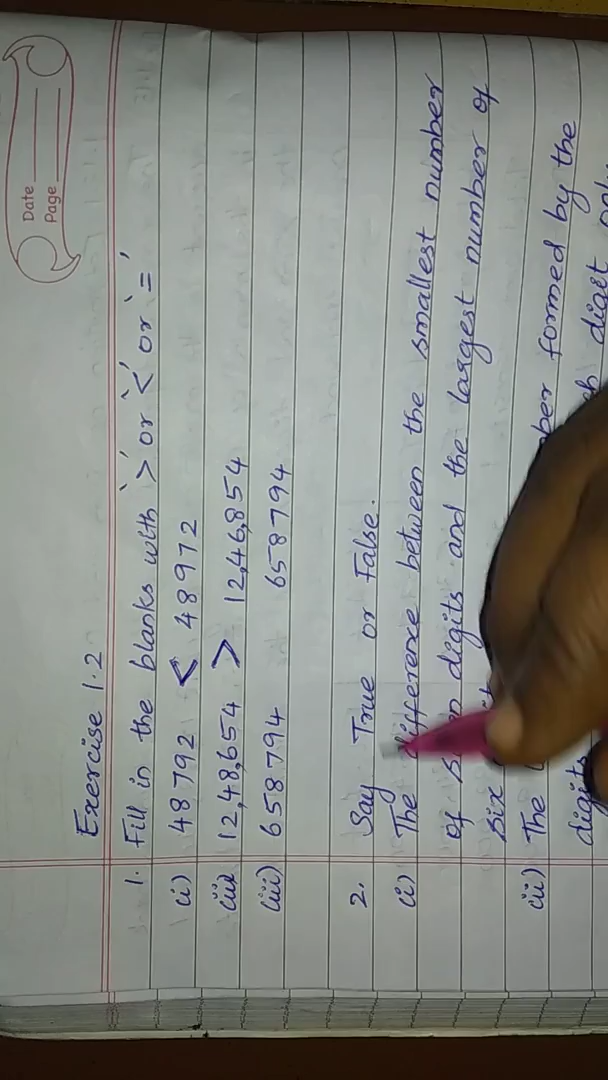 Date
Page
Exercise 1.2
1. Fill in the blanks with '>' or '<' or '='
(i) 48792 < 48972
(ii) 12,48,654 > 12,46,854
(iii) 658794 658794
2. Say True or False.
(i) The difference between the smallest number
of digits and the largest number of
six
(ii) The formed by the
digits digit